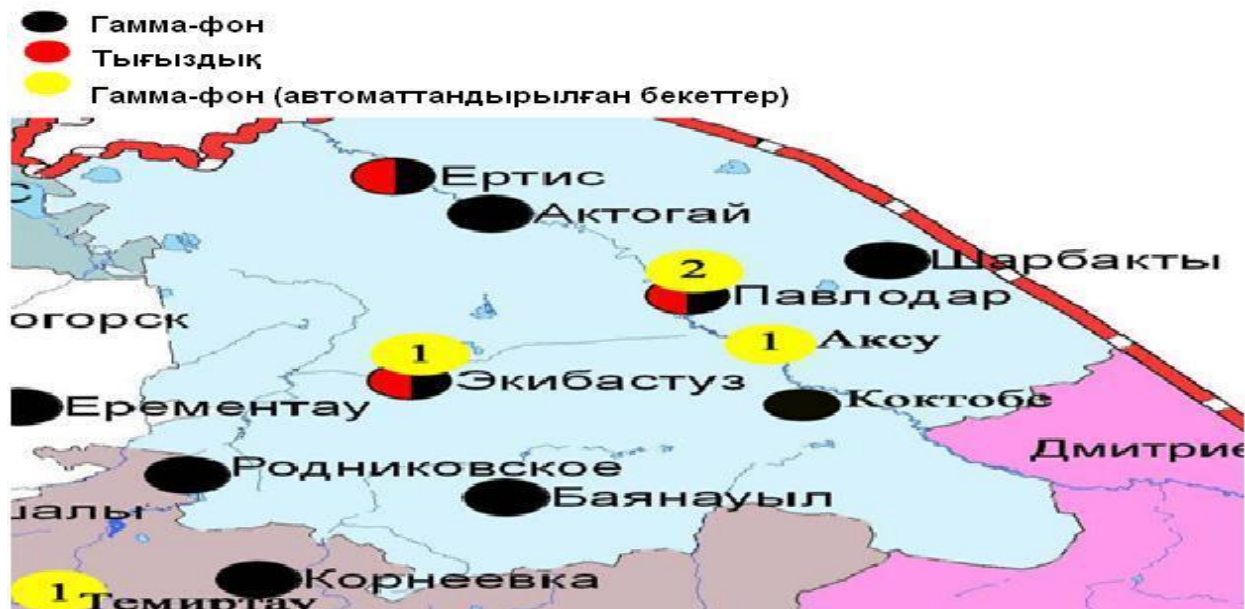 Гамма-фон
Тығыздық
Гамма-фон (автоматтандырылған бекеттер)
Ертис
С
Актогай
Шарбакты
2
Павлодар
огорск
1 Аксу
1
Экибастуз
Коктобе
Ерементау
Дмитрие
Родниковское
Баянауыл
шалы
Корнеевка
1 Темиртау